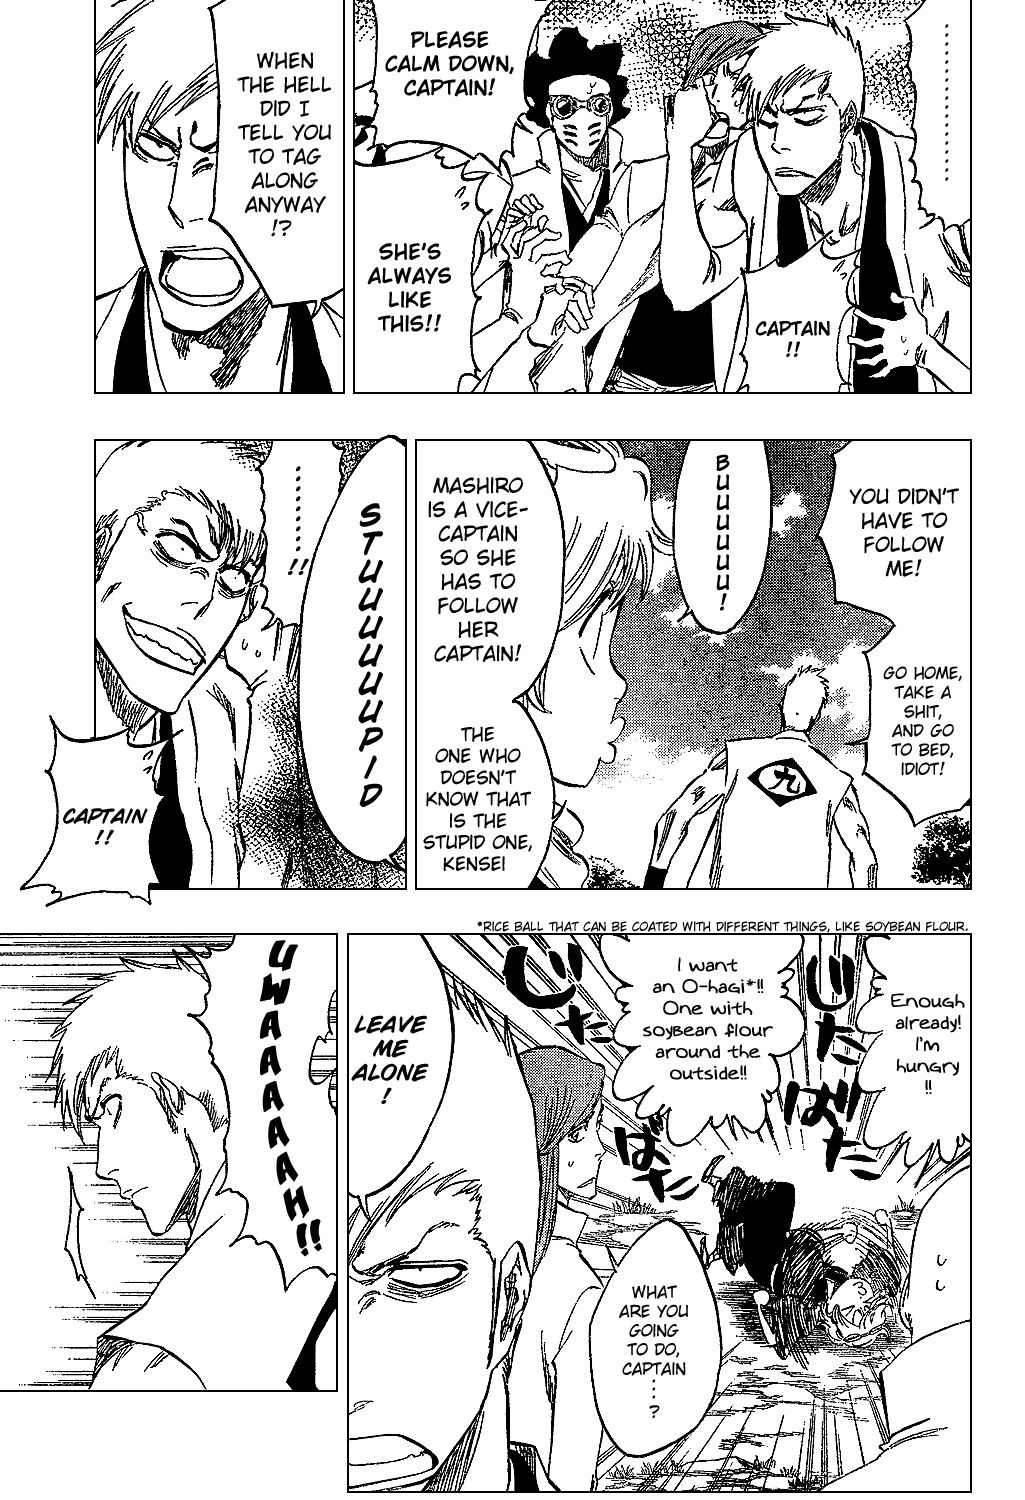 ..........
PLEASE
CALM DOWN,
CAPTAIN!
SHE'S
ALWAYS
LIKE
THIS!!
CAPTAIN
!!
WHEN
THE HELL
DID I
TELL YOU
TO TAG
ALONG
ANYWAY
!?
YOU DIDN'T
HAVE TO
FOLLOW
ME!
GO HOME,
TAKE A
SHIT,
AND GO
TO BED,
IDIOT!
BUUUUUU!
九
MASHIRO
IS A VICE-
CAPTAIN
SO SHE
HAS TO
FOLLOW
HER
CAPTAIN!
THE
ONE WHO
DOESN'T
KNOW THAT
IS THE
STUPID ONE,
KENSEI
STUUUUUUPID
........!!
CAPTAIN
!!
*RICE BALL THAT CAN BE COATED WITH DIFFERENT THINGS, LIKE SOYBEAN FLOUR.
Enough
already!
I'm
hungry
!!
I want
an O-hagi*!!
One with
soybean flour
around the
outside!!
じた
ばた
じた
ばた
WHAT
ARE YOU
GOING
TO DO,
CAPTAIN
.....?
LEAVE
ME
ALONE
!
UWAAAAAH!!